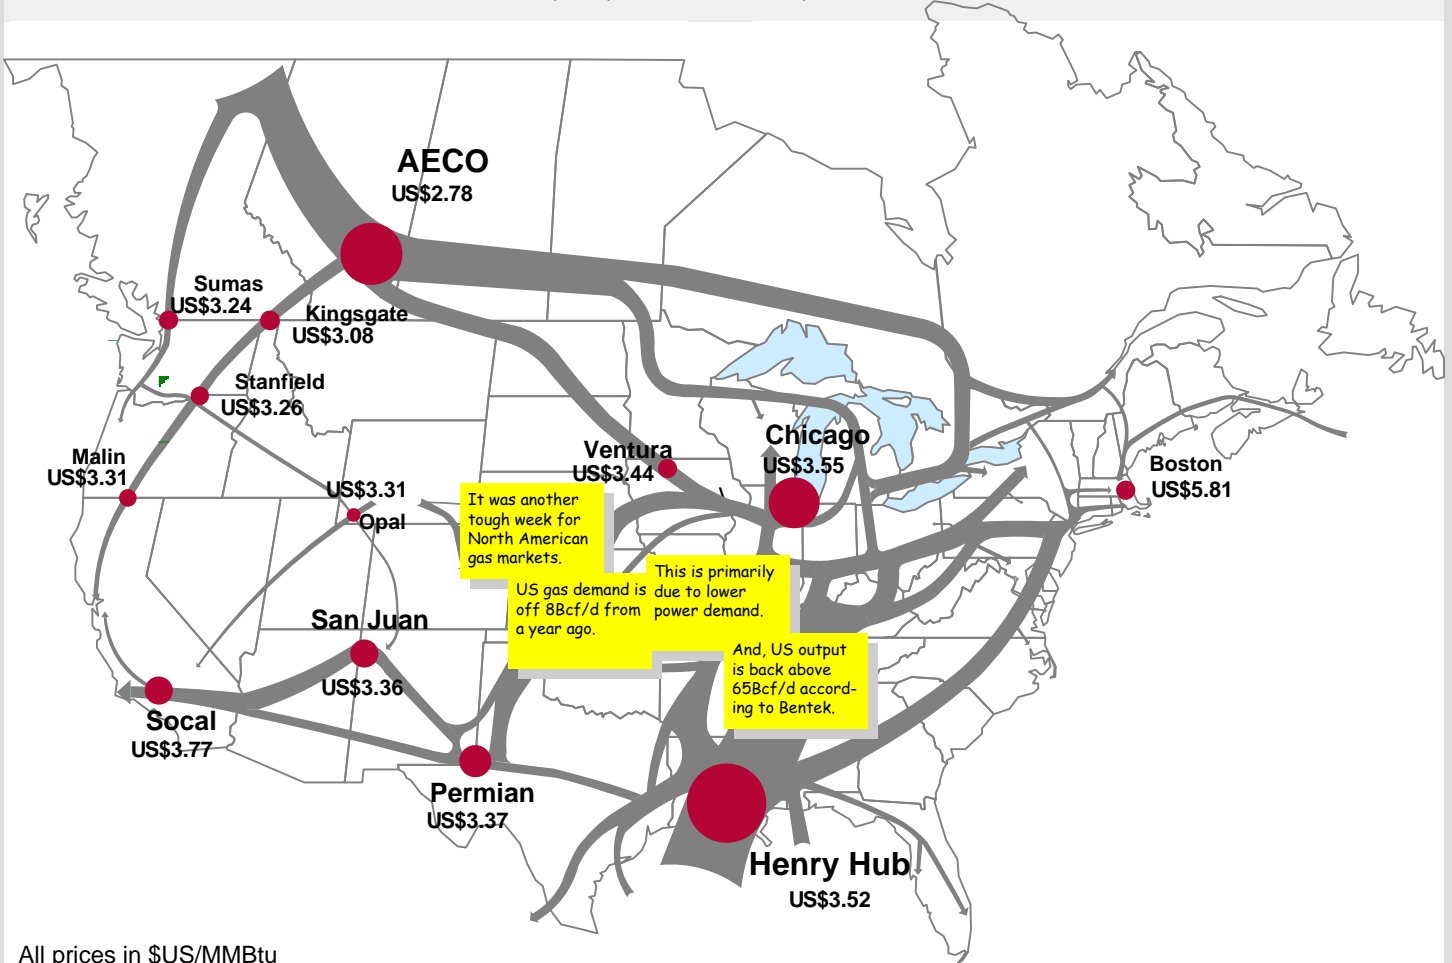 AECO
US$2.78
Sumas
US$3.24
Kingsgate
US$3.08
Stanfield
US$3.26
Malin
US$3.31
US$3.31
Opal
Ventura
US$3.44
Chicago
US$3.55
Boston
US$5.81
It was another
tough week for
North American
gas markets.
US gas demand is
off 8Bcf/d from
a year ago.
This is primarily
due to lower
power demand.
And, US output
is back above
65Bcf/d accord-
ing to Bentek.
San Juan
US$3.36
Socal
US$3.77
Permian
US$3.37
Henry Hub
US$3.52
All prices in $US/MMBtu